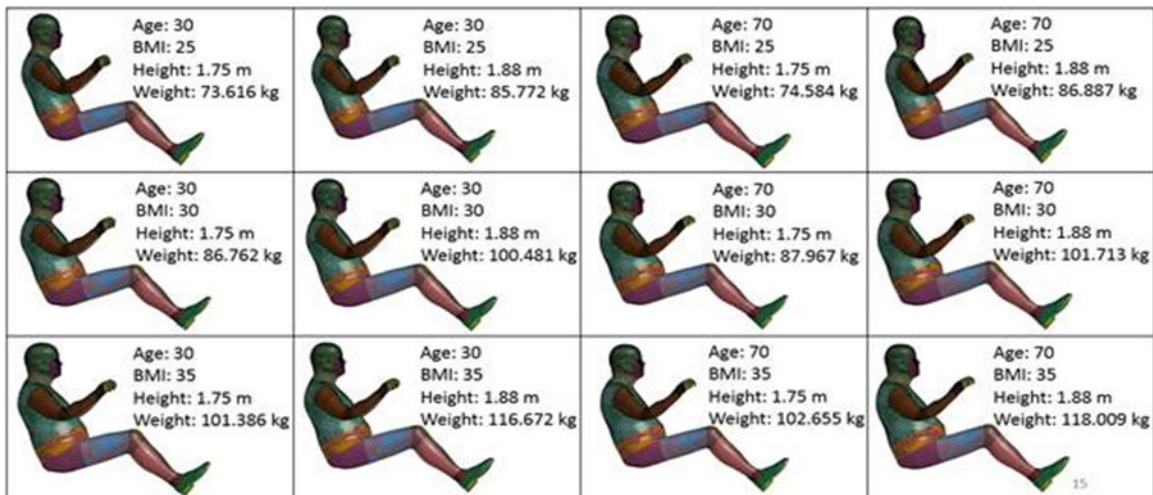 Age: 30
BMI: 25
Height: 1.75 m
Weight: 73.616 kg
Age: 30
BMI: 25
Height: 1.88 m
Weight: 85.772 kg
Age: 70
BMI: 25
Height: 1.75 m
Weight: 74.584 kg
Age: 70
BMI: 25
Height: 1.88 m
Weight: 86.887 kg
Age: 30
BMI: 30
Height: 1.75 m
Weight: 86.762 kg
Age: 30
BMI: 30
Height: 1.88 m
Weight: 100.481 kg
Age: 70
BMI: 30
Height: 1.75 m
Weight: 87.967 kg
Age: 70
BMI: 30
Height: 1.88 m
Weight: 101.713 kg
Age: 30
BMI: 35
Height: 1.75 m
Weight: 101.386 kg
Age: 30
BMI: 35
Height: 1.88 m
Weight: 116.672 kg
Age: 70
BMI: 35
Height: 1.75 m
Weight: 102.655 kg
Age: 70
BMI: 35
Height: 1.88 m
Weight: 118.009 kg
15